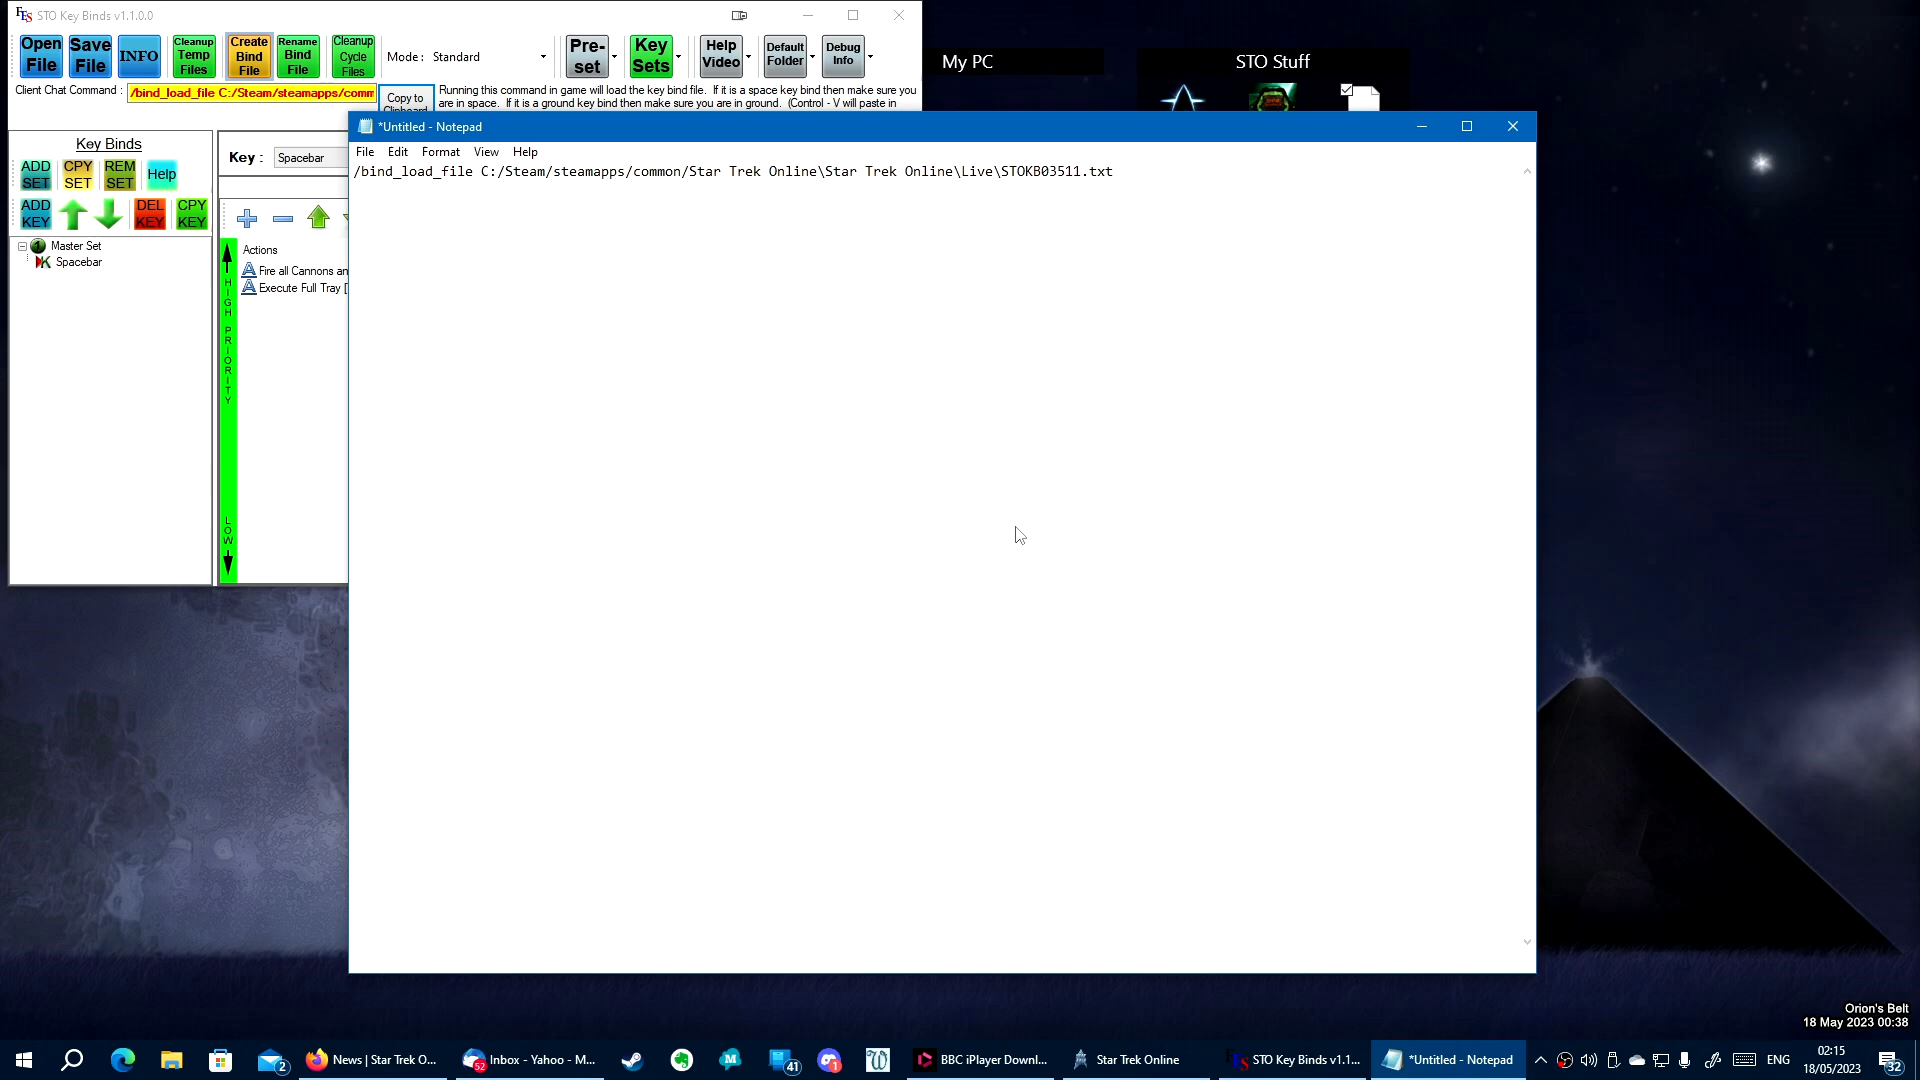 STO Key Binds v1.1.0.0
Open File
Save File
INFO
Cleanup Temp Files
Create Bind File
Rename Bind File
Cleanup Cycle Files
Mode : Standard
Pre-set
Key Sets
Help Video
Default Folder
Debug Info
Client Chat Command :
/bind_load_file C:/Steam/steamapps/comm
Copy to Clipboard
Running this command in game will load the key bind file. If it is a space key bind then make sure you
are in space. If it is a ground key bind then make sure you are in ground. (Control - V will paste in
My PC
STO Stuff
*Untitled - Notepad
File Edit Format View Help
/bind_load_file C:/Steam/steamapps/common/Star Trek Online\Star Trek Online\Live\STOKB03511.txt
Key Binds
ADD SET
CPY SET
REM SET
Help
ADD KEY
DEL KEY
CPY KEY
Master Set
Spacebar
Key :
Spacebar
Actions
Fire all Cannons an
Execute Full Tray [
HIGH PRIORITY
LOW
Orion's Belt
18 May 2023 00:38
2
News | Star Trek O...
52
Inbox - Yahoo - M...
41
1
BBC iPlayer Downl...
Star Trek Online
STO Key Binds v1.1...
*Untitled - Notepad
ENG
02:15
18/05/2023
32